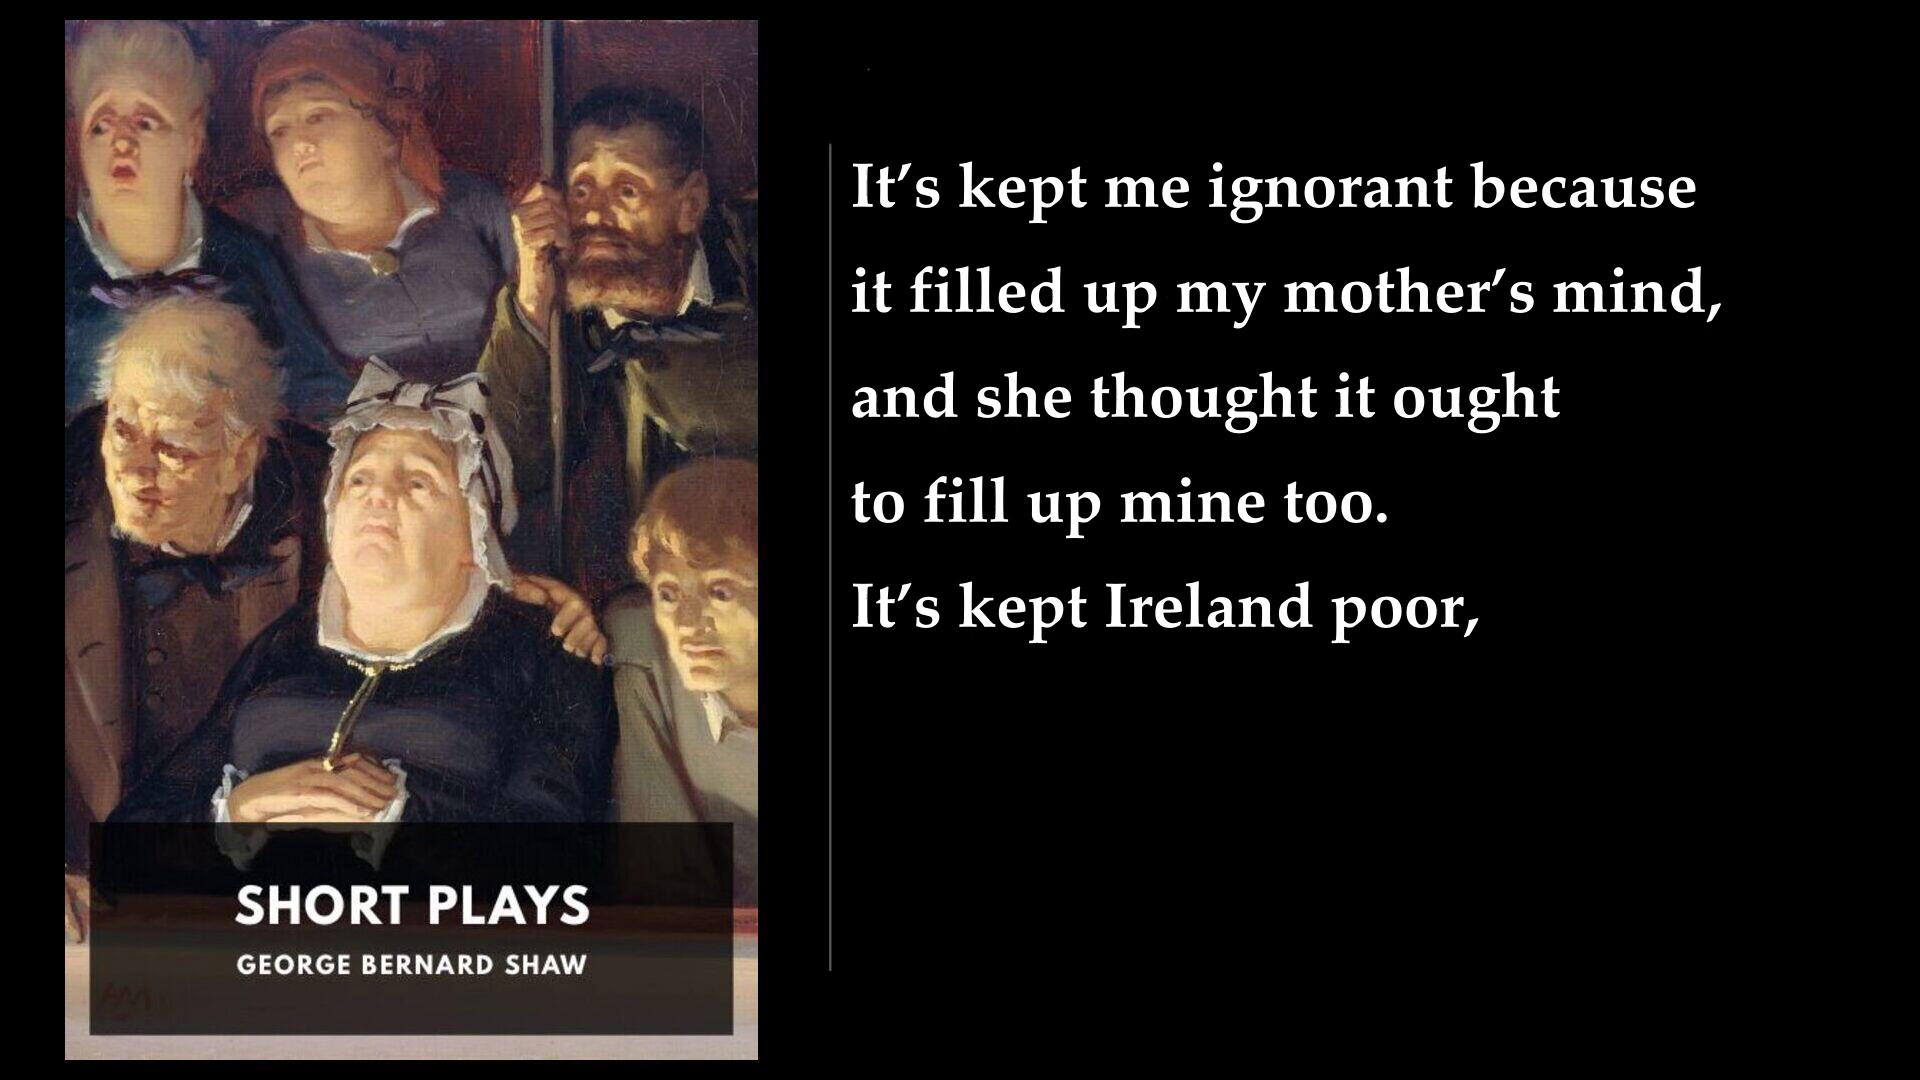 It’s kept me ignorant because
it filled up my mother’s mind,
and she thought it ought
to fill up mine too.
It’s kept Ireland poor,
SHORT PLAYS
GEORGE BERNARD SHAW